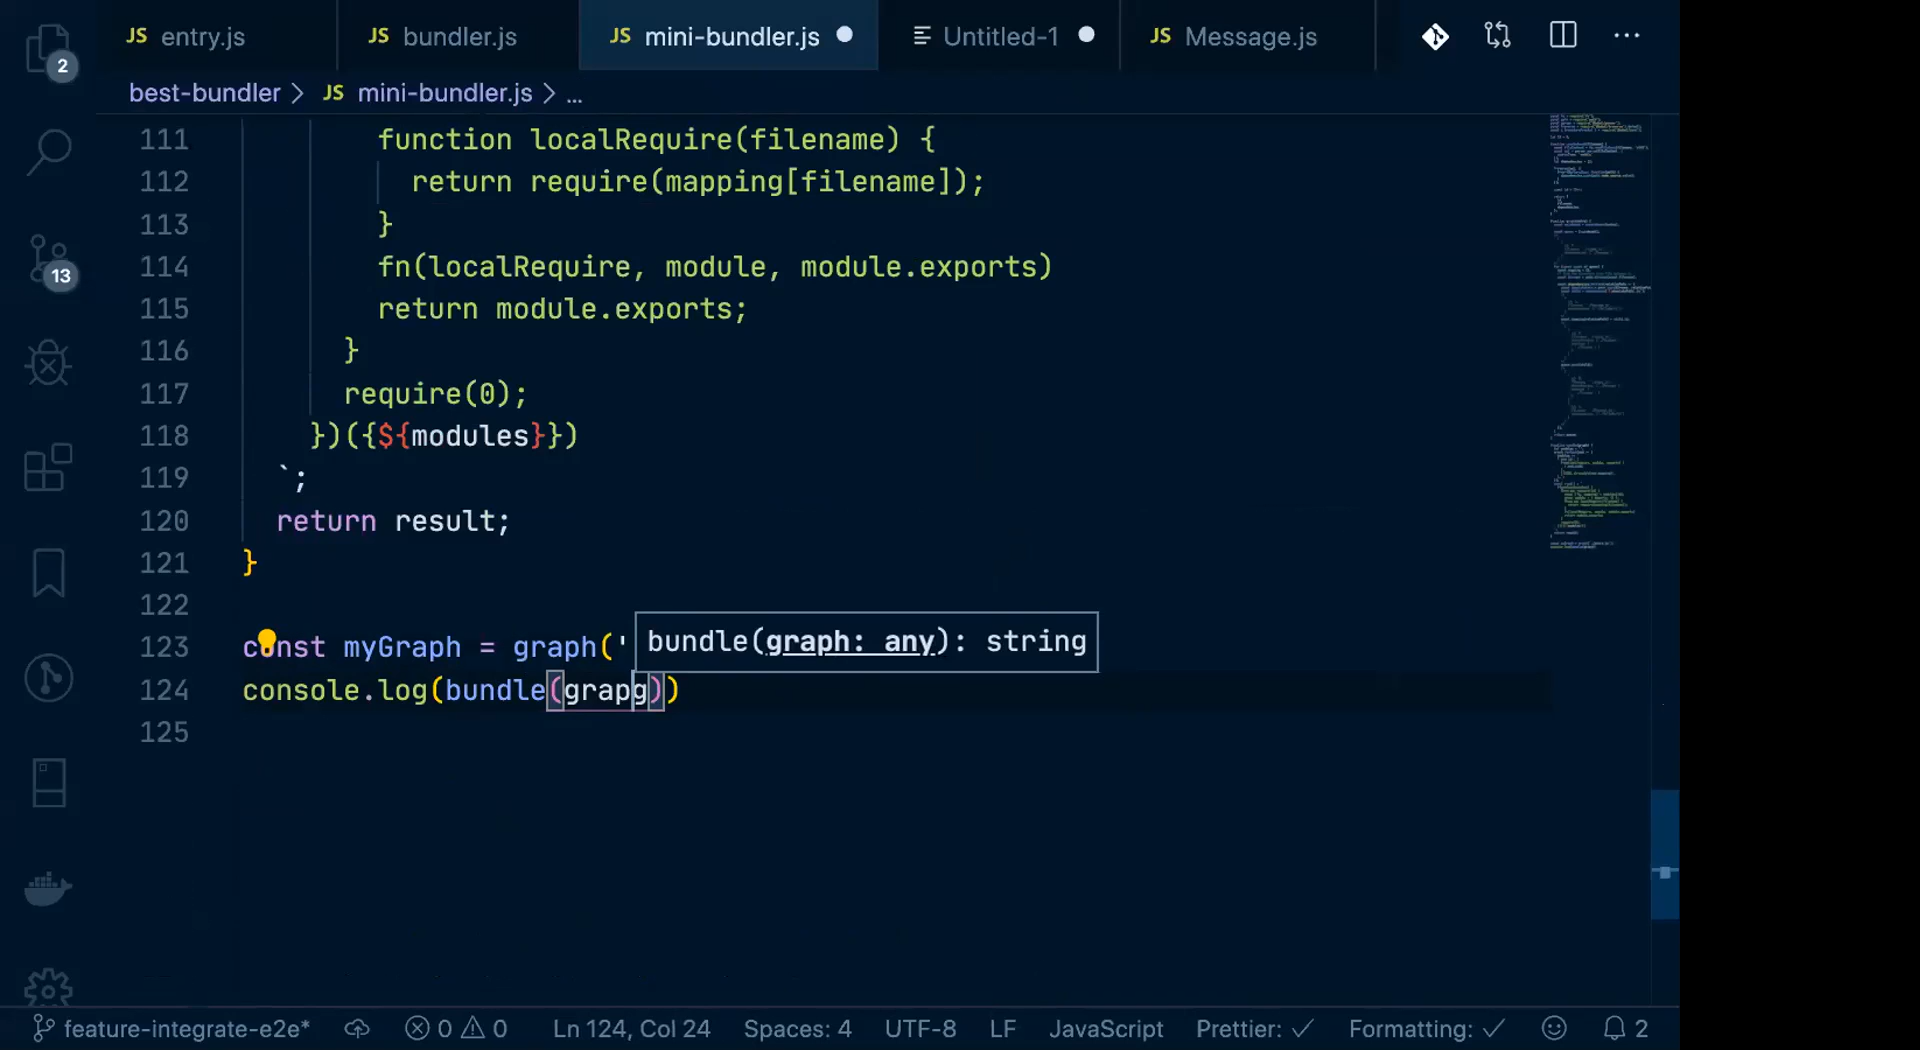 JS entry.js JS bundler.js JS mini-bundler.js Untitled-1 JS Message.js
2
best-bundler > JS mini-bundler.js > ...
111 function localRequire(filename) {
112 return require(mapping[filename]);
113 }
114 fn(localRequire, module, module.exports)
115 return module.exports;
116 }
117 require(0);
118 })({${modules}})
119 `;
120 return result;
121 }
122
123 const myGraph = graph('
bundle(graph: any): string
124 console.log(bundle(grapg))
125
13
feature-integrate-e2e* 0 0 Ln 124, Col 24 Spaces: 4 UTF-8 LF JavaScript Prettier: ✓ Formatting: ✓ 2